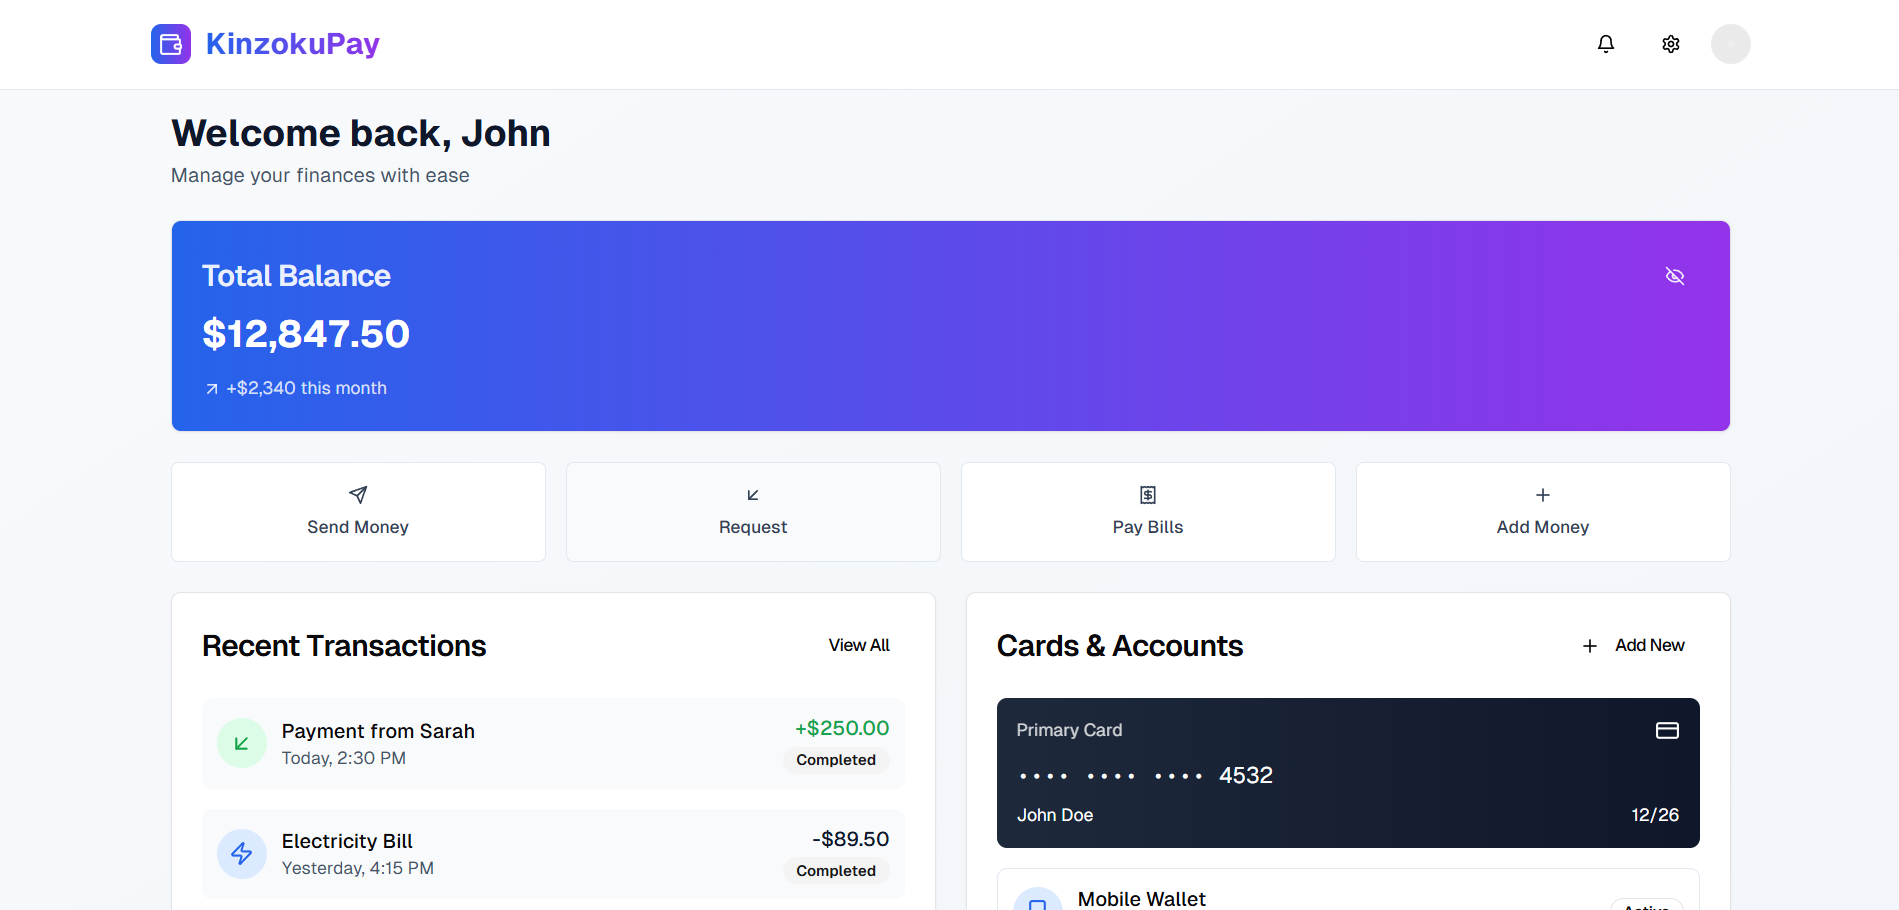 KinzokuPay
Welcome back, John
Manage your finances with ease
Total Balance
$12,847.50
+$2,340 this month
Send Money
Request
Pay Bills
Add Money
Recent Transactions
View All
Payment from Sarah
Today, 2:30 PM
+$250.00
Completed
Electricity Bill
Yesterday, 4:15 PM
-$89.50
Completed
Cards & Accounts
Add New
Primary Card
•••• •••• •••• 4532
John Doe
12/26
Mobile Wallet
Active